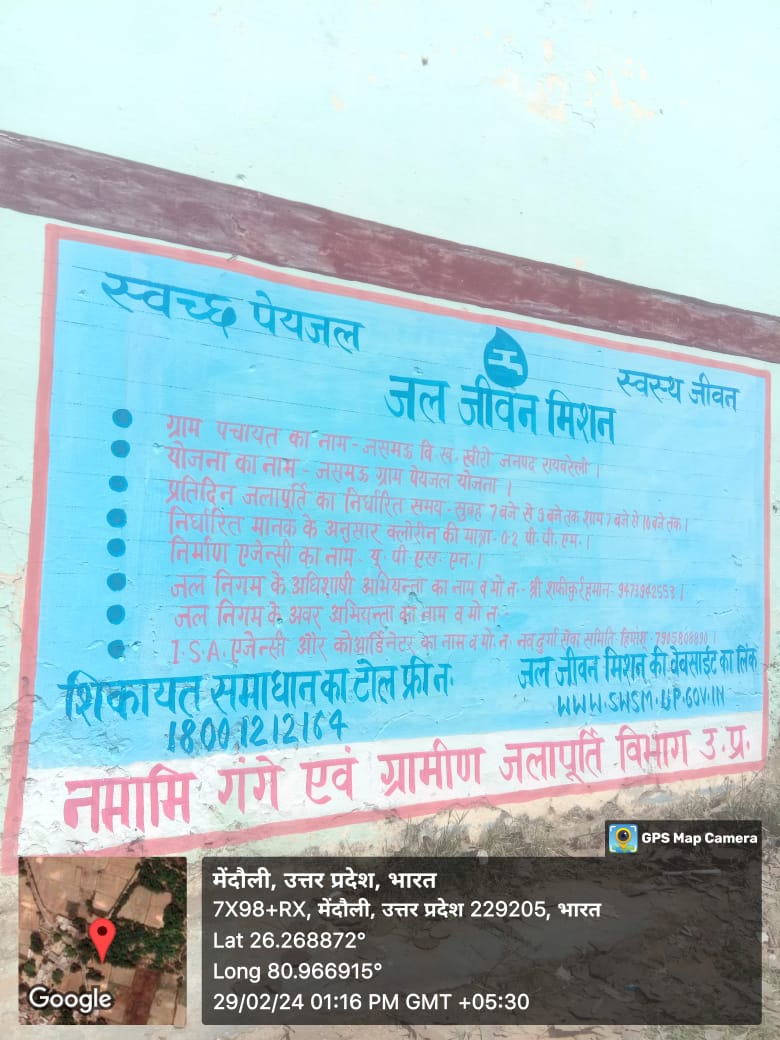 स्वच्छ पेयजल
जल जीवन मिशन
स्वस्थ जीवन
ग्राम पंचायत का नाम - जसमऊ वि.ख. खीरो जनपद रायबरेली ।
योजना का नाम - जसमऊ ग्राम पेयजल योजना ।
प्रतिदिन जलापूर्ति का निर्धारित समय - सुबह 7 बजे से 9 बजे तक शाम 7 बजे से 10 बजे तक ।
निर्धारित मानक के अनुसार क्लोरीन की मात्रा - 0.2 पी.पी.एम. ।
निर्माण एजेन्सी का नाम - यू.पी.एस.एन. ।
जल निगम के अधिशाषी अभियन्ता का नाम व मो.न. - श्री शफीकुर्रहमान - 9473942553 ।
जल निगम के अवर अभियन्ता का नाम व मो.न. -
I.S.A. एजेन्सी और कोआर्डिनेटर का नाम व मो.न. नव दुर्गा सेवा समिति
शिकायत समाधान का टोल फ्री न.
18001212164
जल जीवन मिशन की वेबसाईट का लिंक
WWW.SWSM.UP.GOV.IN
नमामि गंगे एवं ग्रामीण जलापूर्ति विभाग उ.प्र.
GPS Map Camera
मेंदौली, उत्तर प्रदेश, भारत
7X98+RX, मेंदौली, उत्तर प्रदेश 229205, भारत
Lat 26.268872°
Long 80.966915°
29/02/24 01:16 PM GMT +05:30
Google